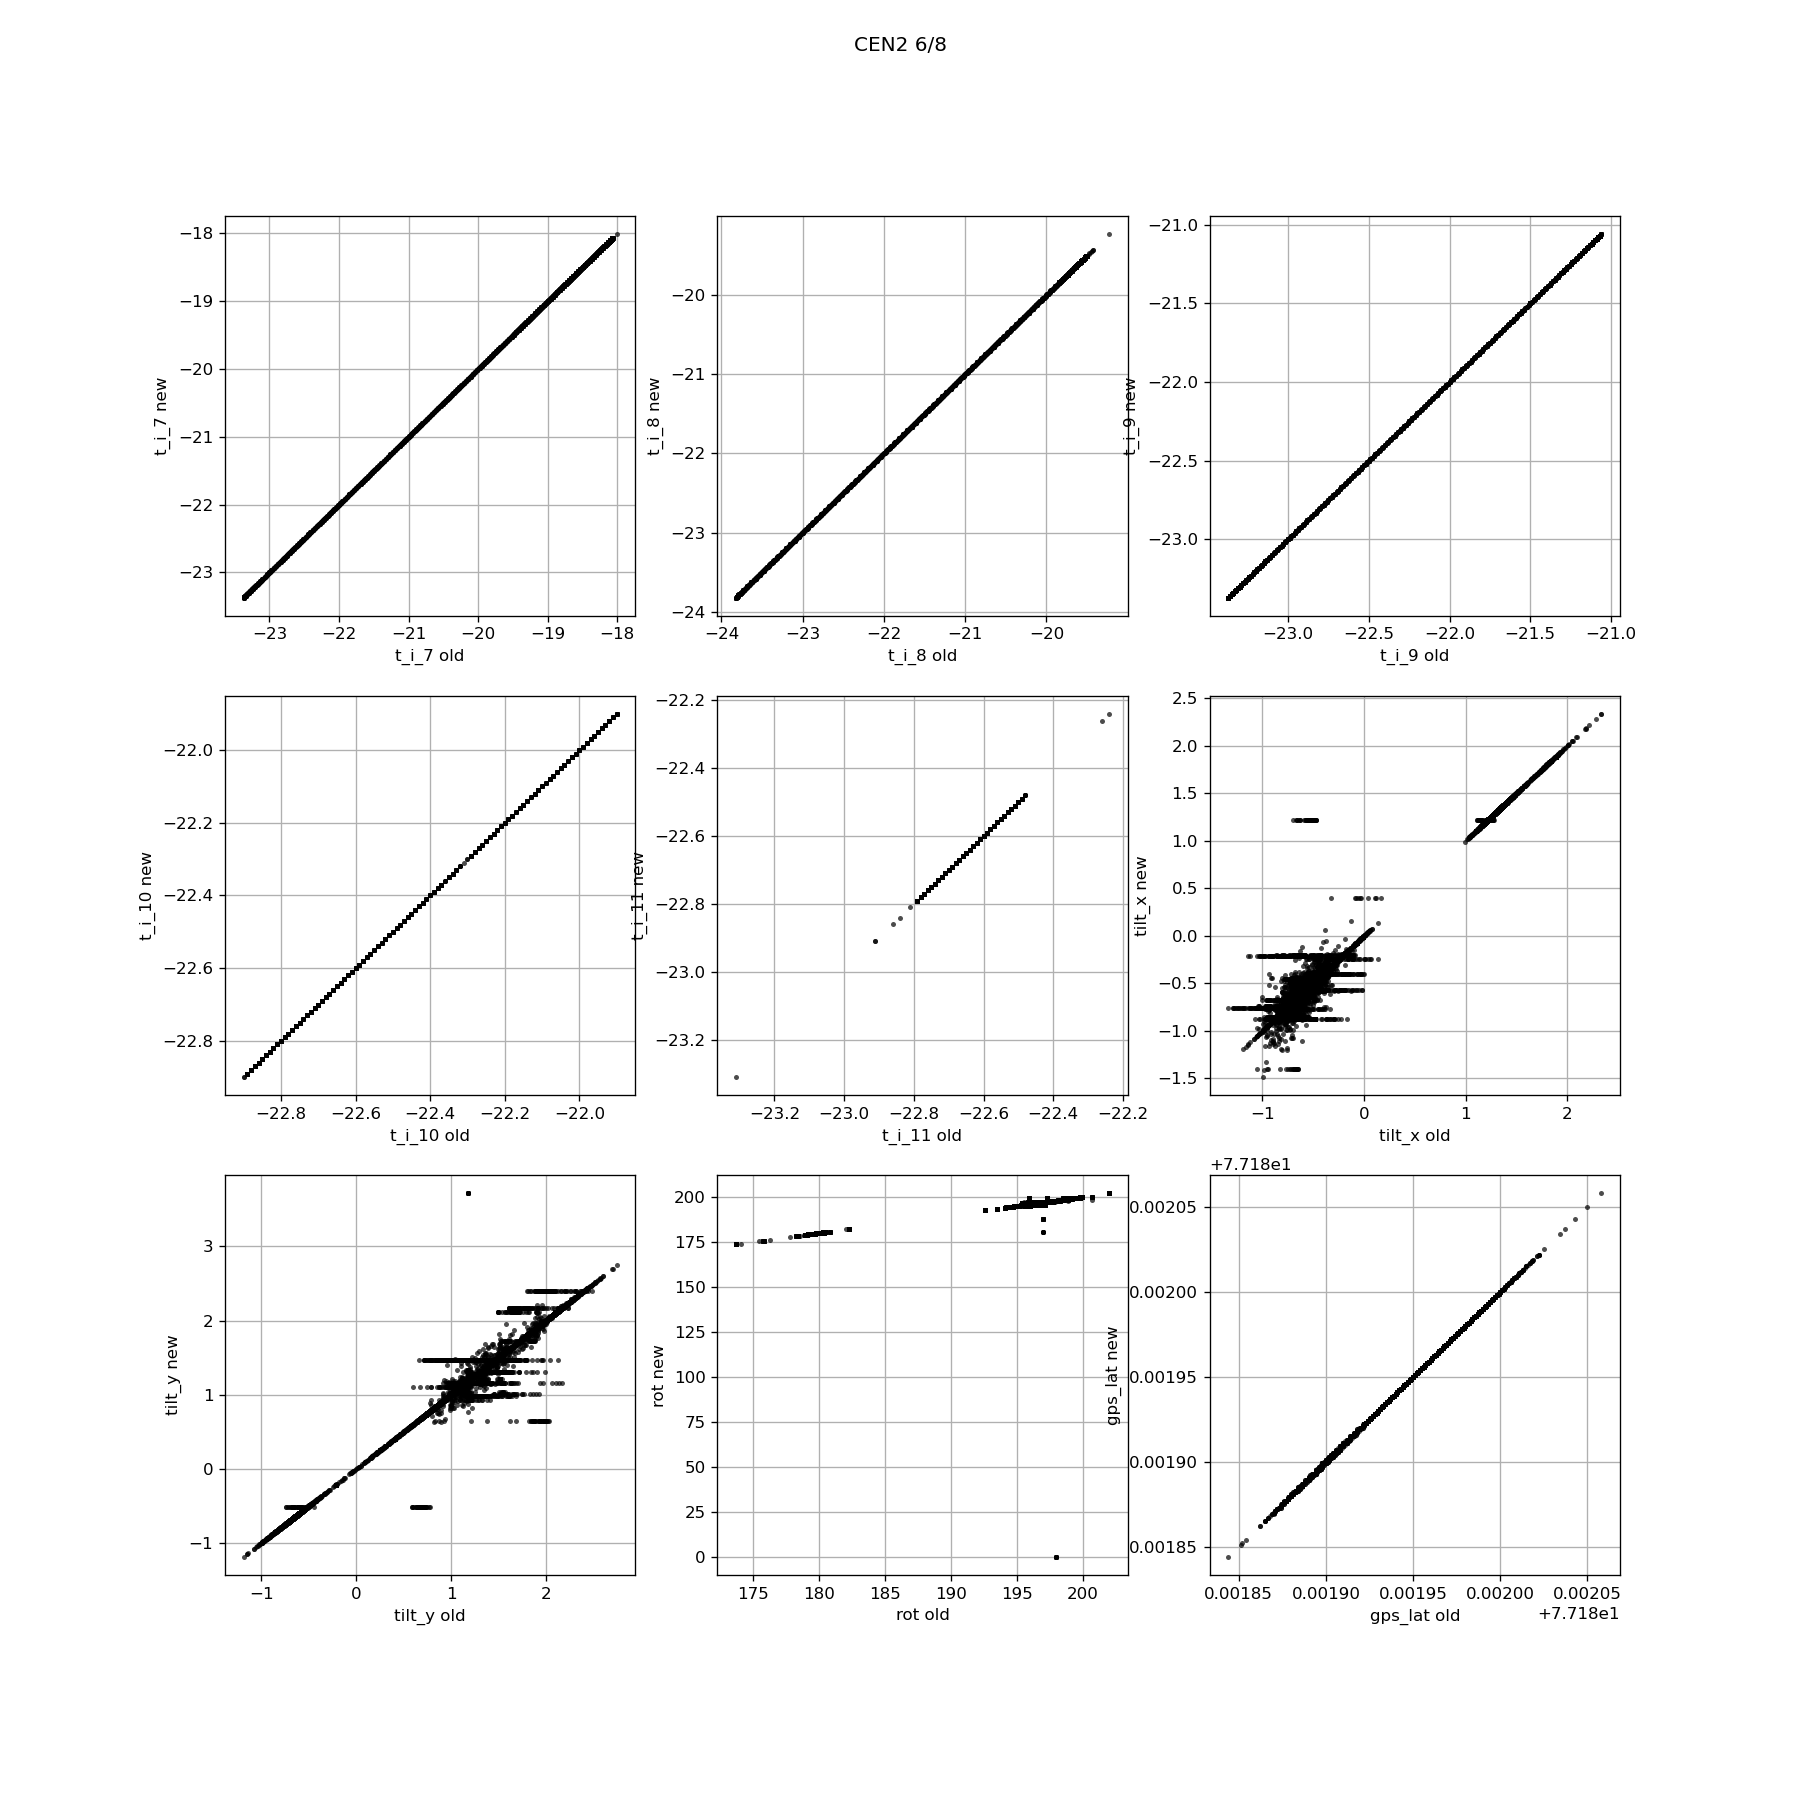 CEN2 6/8
−18
−19
−20
−21
−22
−23
t_i_7 new
−23 −22 −21 −20 −19 −18
t_i_7 old
−20
−21
−22
−23
−24
t_i_8 new
−24 −23 −22 −21 −20
t_i_8 old
−21.0
−21.5
−22.0
−22.5
−23.0
t_i_9 new
−23.0 −22.5 −22.0 −21.5 −21.0
t_i_9 old
−22.0
−22.2
−22.4
−22.6
−22.8
t_i_10 new
−22.8 −22.6 −22.4 −22.2 −22.0
t_i_10 old
−22.2
−22.4
−22.6
−22.8
−23.0
−23.2
t_i_11 new
−23.2 −23.0 −22.8 −22.6 −22.4 −22.2
t_i_11 old
2.5
2.0
1.5
1.0
0.5
0.0
−0.5
−1.0
−1.5
tilt_x new
−1 0 1 2
tilt_x old
3
2
1
0
−1
tilt_y new
−1 0 1 2
tilt_y old
200
175
150
125
100
75
50
25
0
rot new
175 180 185 190 195 200
rot old
+7.718e1
0.00205
0.00200
0.00195
0.00190
0.00185
gps_lat new
0.00185 0.00190 0.00195 0.00200 0.00205
gps_lat old
+7.718e1